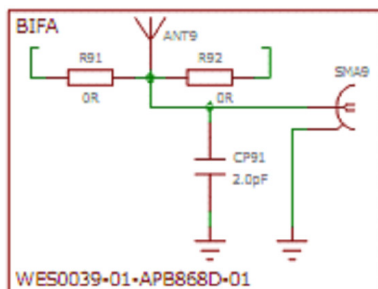 BIFA
ANT9
R91
R92
SMA9
0R
0R
CP91
2.0pF
WES0039-01-APB868D-01